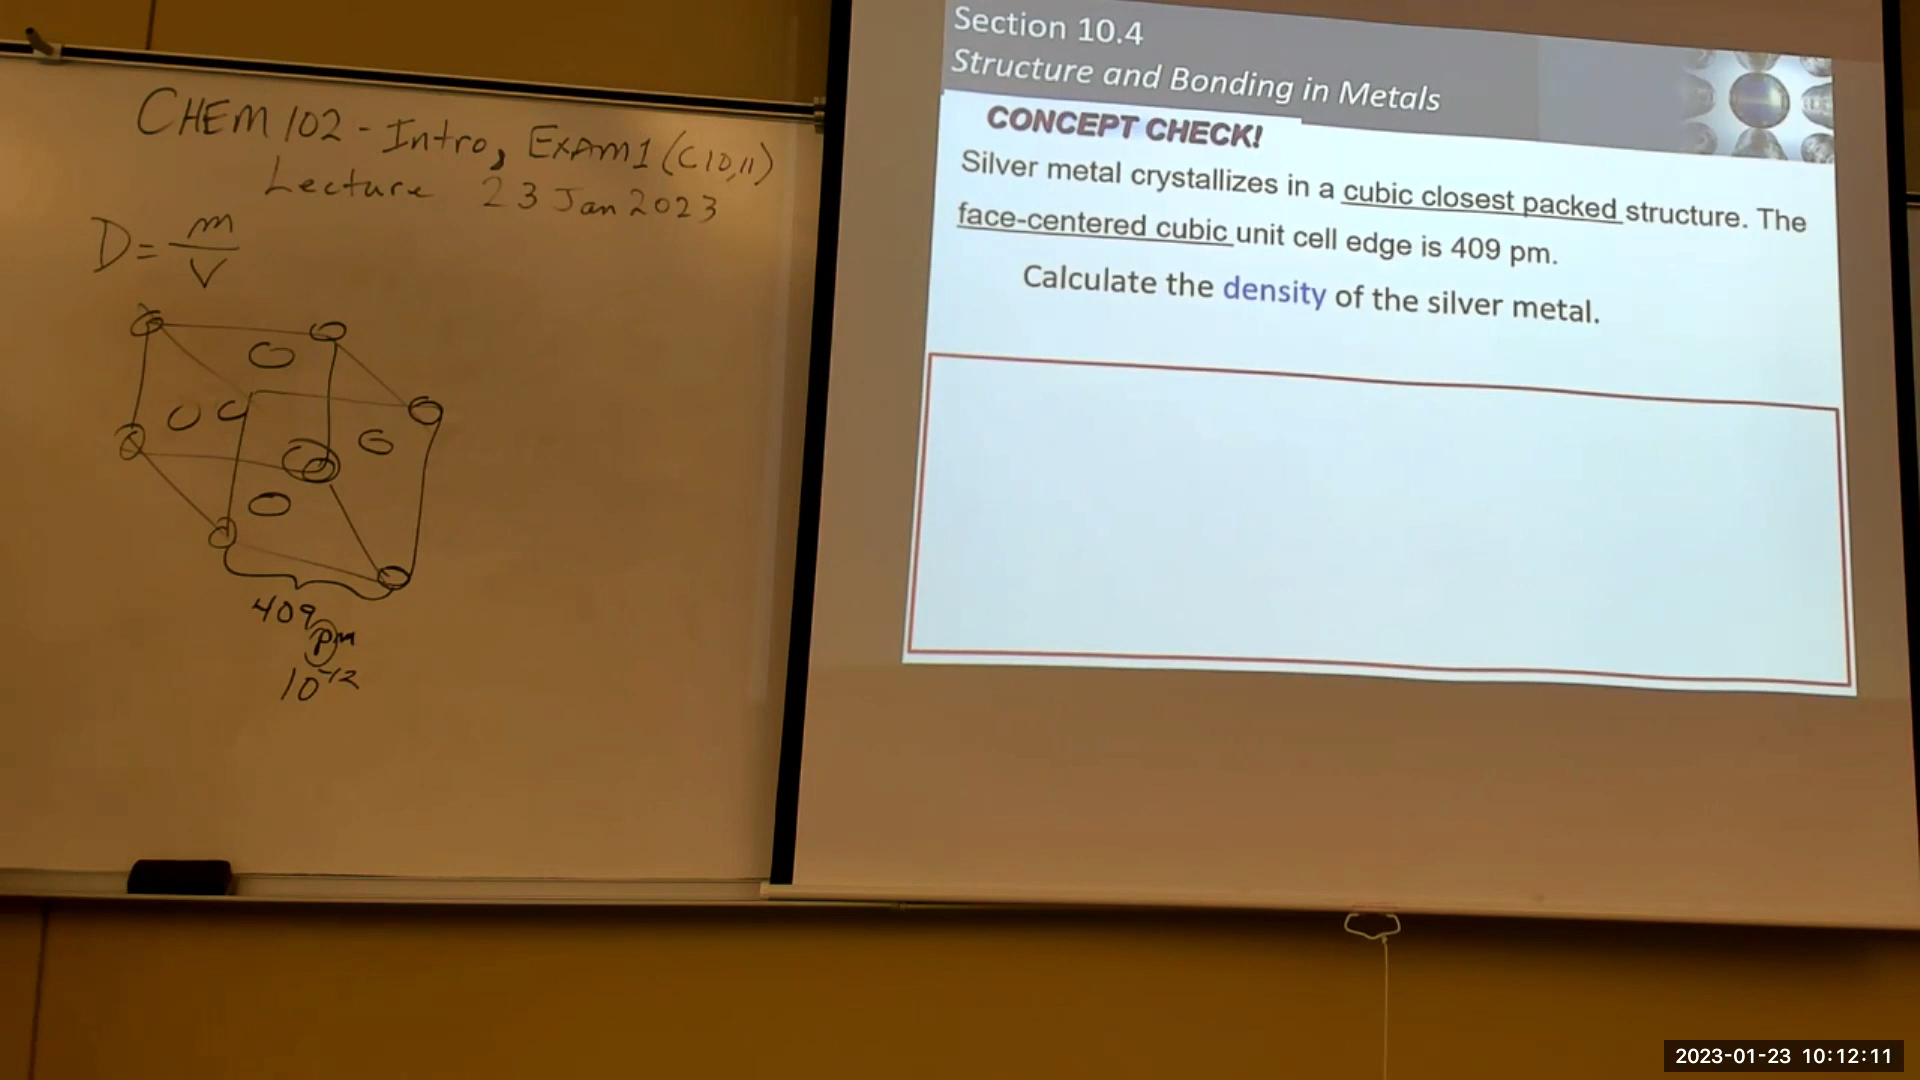 CHEM 102 - Intro, EXAM 1 (C10,11)
Lecture 23 Jan 2023
D = m
V
409
pm
10^-12
Section 10.4
Structure and Bonding in Metals
CONCEPT CHECK!
Silver metal crystallizes in a cubic closest packed structure. The
face-centered cubic unit cell edge is 409 pm.
Calculate the density of the silver metal.
2023-01-23 10:12:11